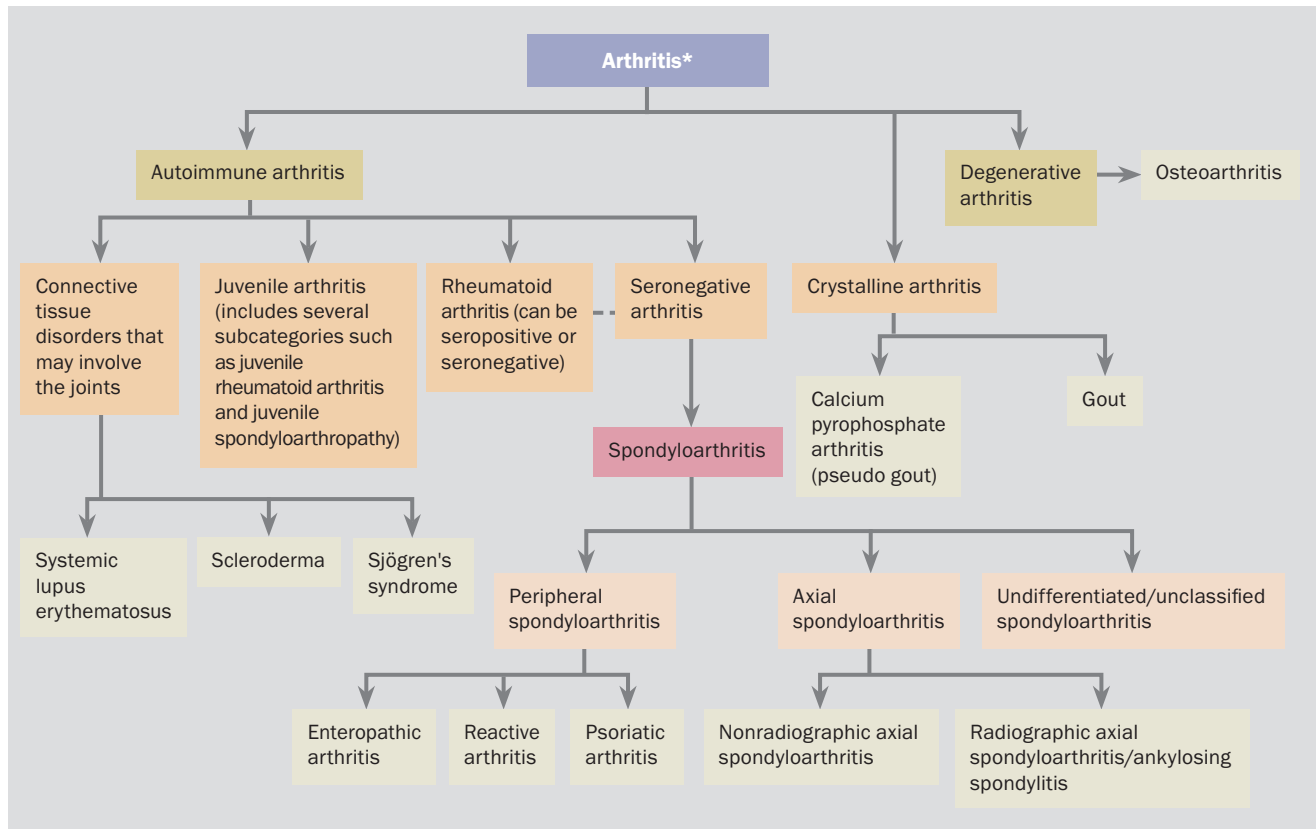 Arthritis*
Autoimmune arthritis
Degenerative
arthritis
Osteoarthritis
Connective
tissue
disorders that
may involve
the joints
Juvenile arthritis
(includes several
subcategories such
as juvenile
rheumatoid arthritis
and juvenile
spondyloarthropathy)
Rheumatoid
arthritis (can be
seropositive or
seronegative)
Seronegative
arthritis
Crystalline arthritis
Spondyloarthritis
Calcium
pyrophosphate
arthritis
(pseudo gout)
Gout
Systemic
lupus
erythematosus
Scleroderma
Sjögren's
syndrome
Peripheral
spondyloarthritis
Axial
spondyloarthritis
Undifferentiated/unclassified
spondyloarthritis
Enteropathic
arthritis
Reactive
arthritis
Psoriatic
arthritis
Nonradiographic axial
spondyloarthritis
Radiographic axial
spondyloarthritis/ankylosing
spondylitis